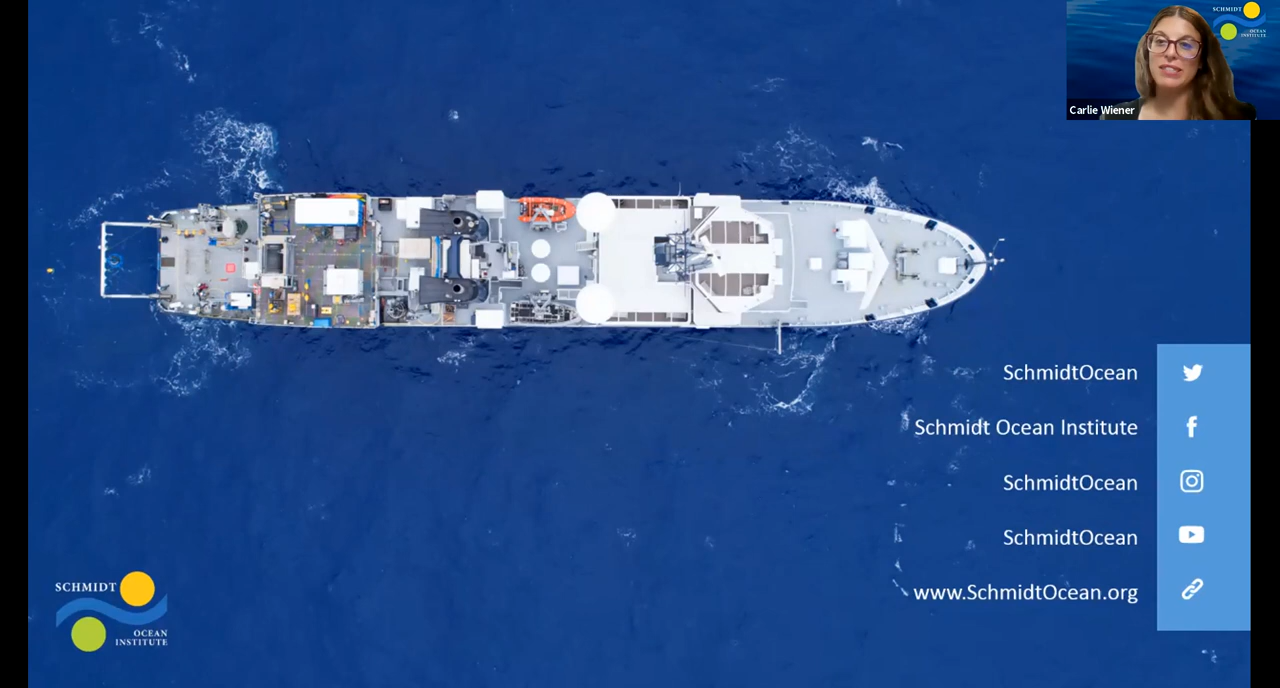 SCHMIDT
OCEAN
INSTITUTE
Carlie Wiener
SchmidtOcean
Schmidt Ocean Institute
SchmidtOcean
SchmidtOcean
www.SchmidtOcean.org
SCHMIDT
OCEAN
INSTITUTE